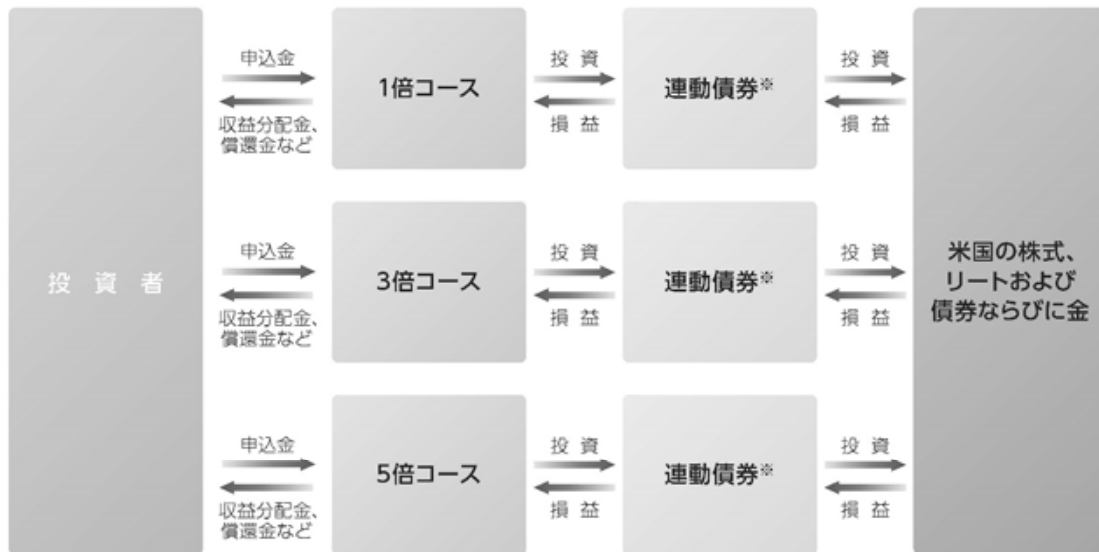 申込金
1倍コース
投 資
連動債券※
投 資
収益分配金、
償還金など
損 益
損 益
投 資 者
申込金
3倍コース
投 資
連動債券※
投 資
収益分配金、
償還金など
損 益
損 益
米国の株式、
リートおよび
債券ならびに金
申込金
5倍コース
投 資
連動債券※
投 資
収益分配金、
償還金など
損 益
損 益